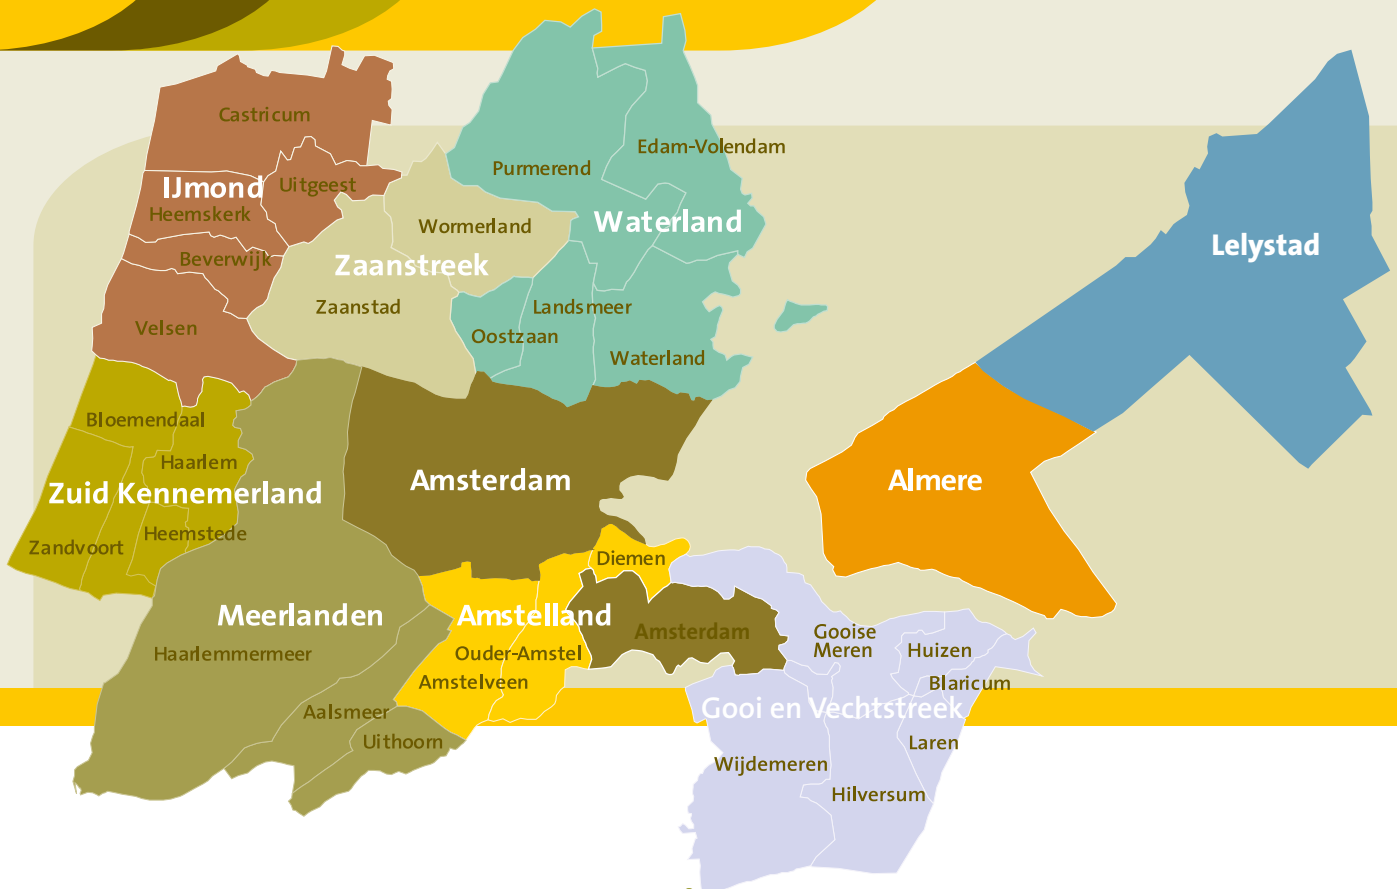 Castricum
IJmond
Uitgeest
Heemskerk
Beverwijk
Velsen
Purmerend
Edam-Volendam
Waterland
Wormerland
Zaanstreek
Zaanstad
Landsmeer
Oostzaan
Waterland
Lelystad
Almere
Bloemendaal
Haarlem
Zuid Kennemerland
Heemstede
Zandvoort
Amsterdam
Diemen
Meerlanden
Amstelland
Amsterdam
Haarlemmermeer
Ouder-Amstel
Amstelveen
Aalsmeer
Uithoorn
Gooise
Meren
Huizen
Blaricum
Gooi en Vechtstreek
Laren
Wijdemeren
Hilversum